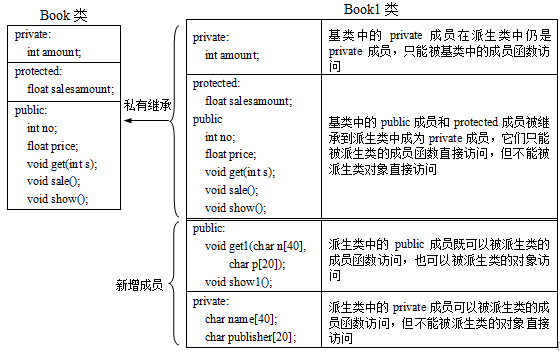 Book 类
private:
int amount;
protected:
float salesamount;
public:
int no;
float price;
void get(int s);
void sale();
void show();
私有继承
新增成员
Book1 类
private:
int amount;
基类中的 private 成员在派生类中仍是
private 成员，只能被基类中的成员函数访
问
protected:
float salesamount;
public
int no;
float price;
void get(int s);
void sale();
void show();
基类中的 public 成员和 protected 成员被继
承到派生类中成为 private 成员，它们只能
被派生类的成员函数直接访问，但不能被
派生类对象直接访问
public:
void get1(char n[40],
char p[20]);
void show1();
派生类中的 public 成员既可以被派生类的
成员函数访问，也可以被派生类的对象访
问
private:
char name[40];
char publisher[20];
派生类中的 private 成员可以被派生类的成
员函数访问，但不能被派生类的对象直接
访问